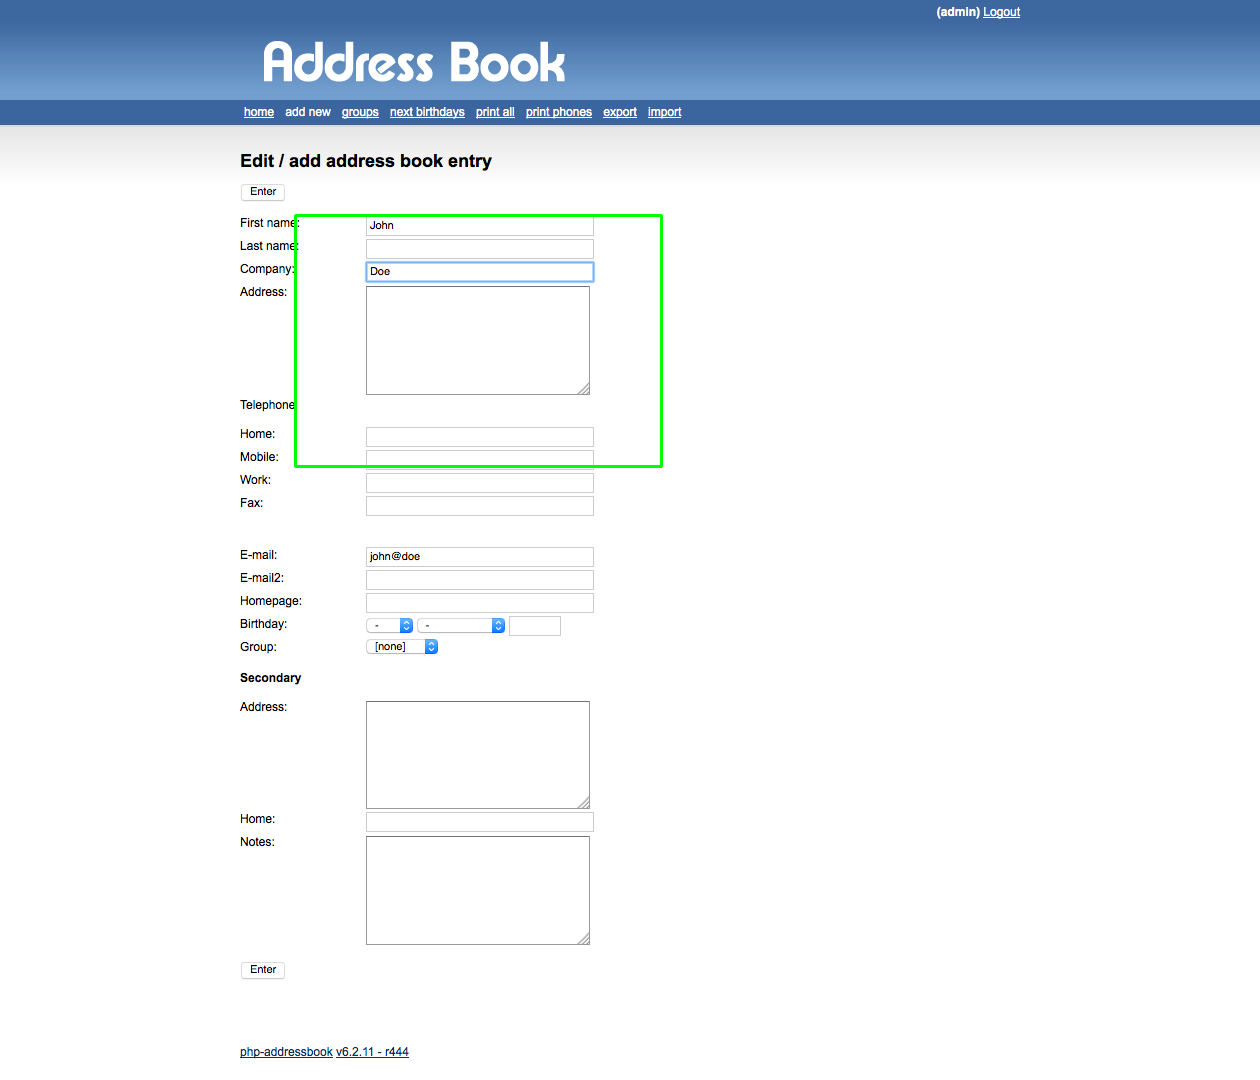 (admin) Logout
Address Book
home add new groups next birthdays print all print phones export import
Edit / add address book entry
Enter
First name: John
Last name:
Company: Doe
Address:
Telephone
Home:
Mobile:
Work:
Fax:
E-mail: john@doe
E-mail2:
Homepage:
Birthday: - -
Group: [none]
Secondary
Address:
Home:
Notes:
Enter
php-addressbook v6.2.11 - r444